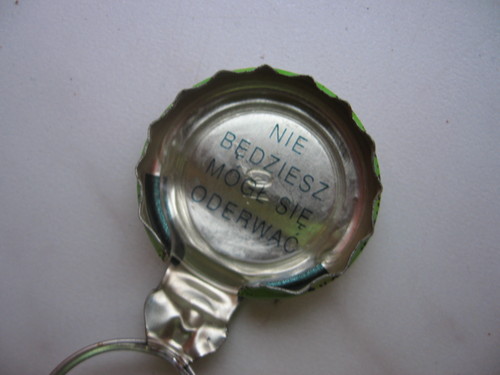 NIE
BĘDZIESZ
MÓGŁ SIĘ
ODERWAĆ